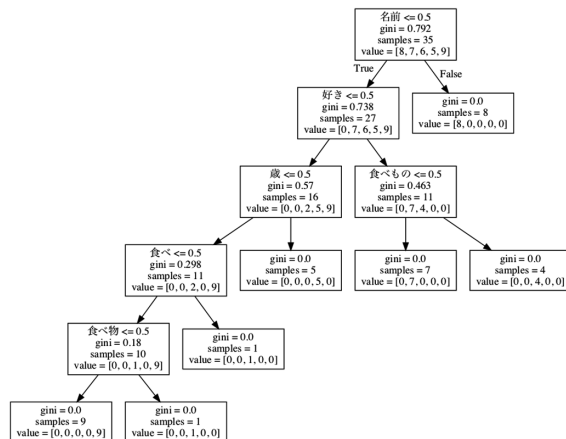 名前 <= 0.5
gini = 0.792
samples = 35
value = [8, 7, 6, 5, 9]
True
False
好き <= 0.5
gini = 0.738
samples = 27
value = [0, 7, 6, 5, 9]
gini = 0.0
samples = 8
value = [8, 0, 0, 0, 0]
歳 <= 0.5
gini = 0.57
samples = 16
value = [0, 0, 2, 5, 9]
食べもの <= 0.5
gini = 0.463
samples = 11
value = [0, 7, 4, 0, 0]
食べ <= 0.5
gini = 0.298
samples = 11
value = [0, 0, 2, 0, 9]
gini = 0.0
samples = 5
value = [0, 0, 0, 5, 0]
gini = 0.0
samples = 7
value = [0, 7, 0, 0, 0]
gini = 0.0
samples = 4
value = [0, 0, 4, 0, 0]
食べ物 <= 0.5
gini = 0.18
samples = 10
value = [0, 0, 1, 0, 9]
gini = 0.0
samples = 1
value = [0, 0, 1, 0, 0]
gini = 0.0
samples = 9
value = [0, 0, 0, 0, 9]
gini = 0.0
samples = 1
value = [0, 0, 1, 0, 0]